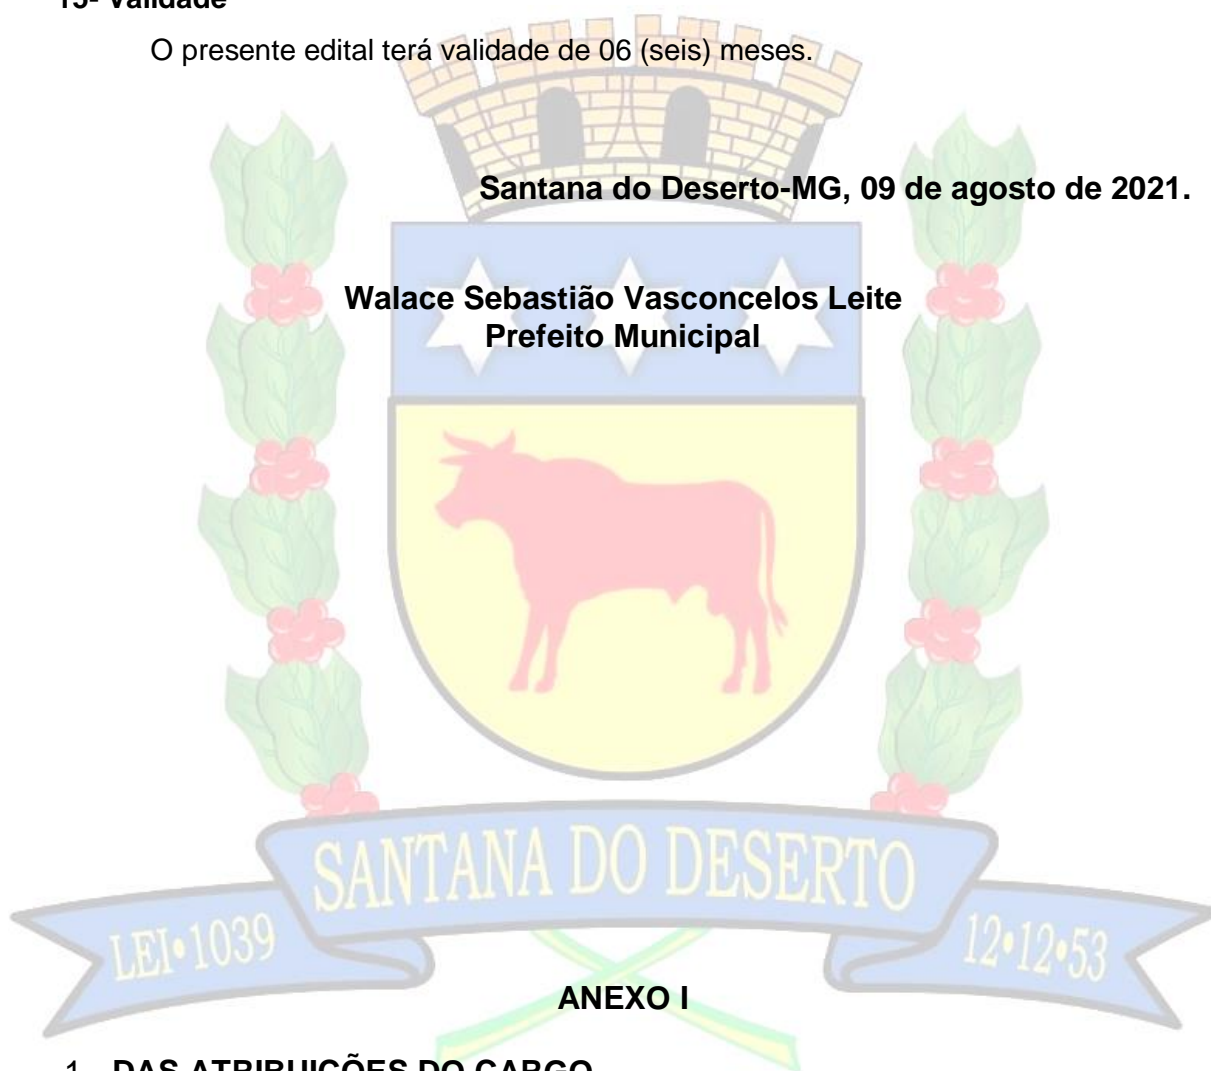 15- Validade
O presente edital terá validade de 06 (seis) meses.
Santana do Deserto-MG, 09 de agosto de 2021.
Walace Sebastião Vasconcelos Leite
Prefeito Municipal
SANTANA DO DESERTO
LEI•1039
12•12•53
ANEXO I
1. DAS ATRIBUIÇÕES DO CARGO